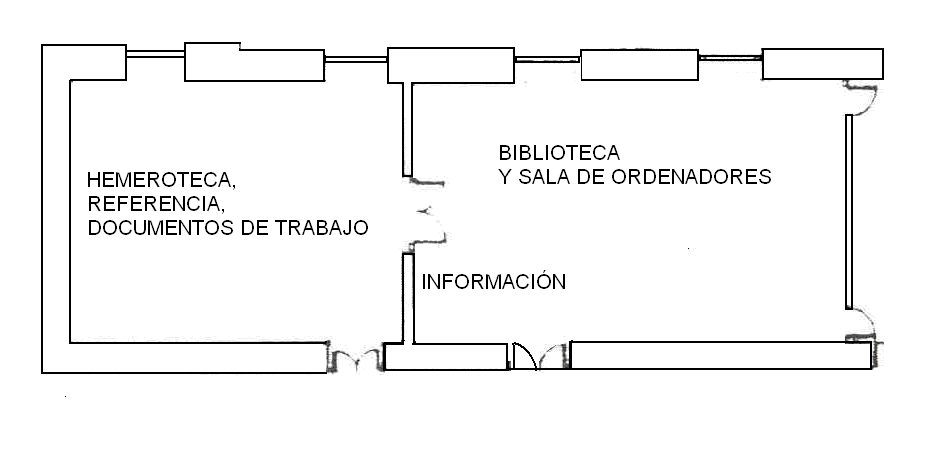 HEMEROTECA,
REFERENCIA,
DOCUMENTOS DE TRABAJO
BIBLIOTECA
Y SALA DE ORDENADORES
INFORMACIÓN